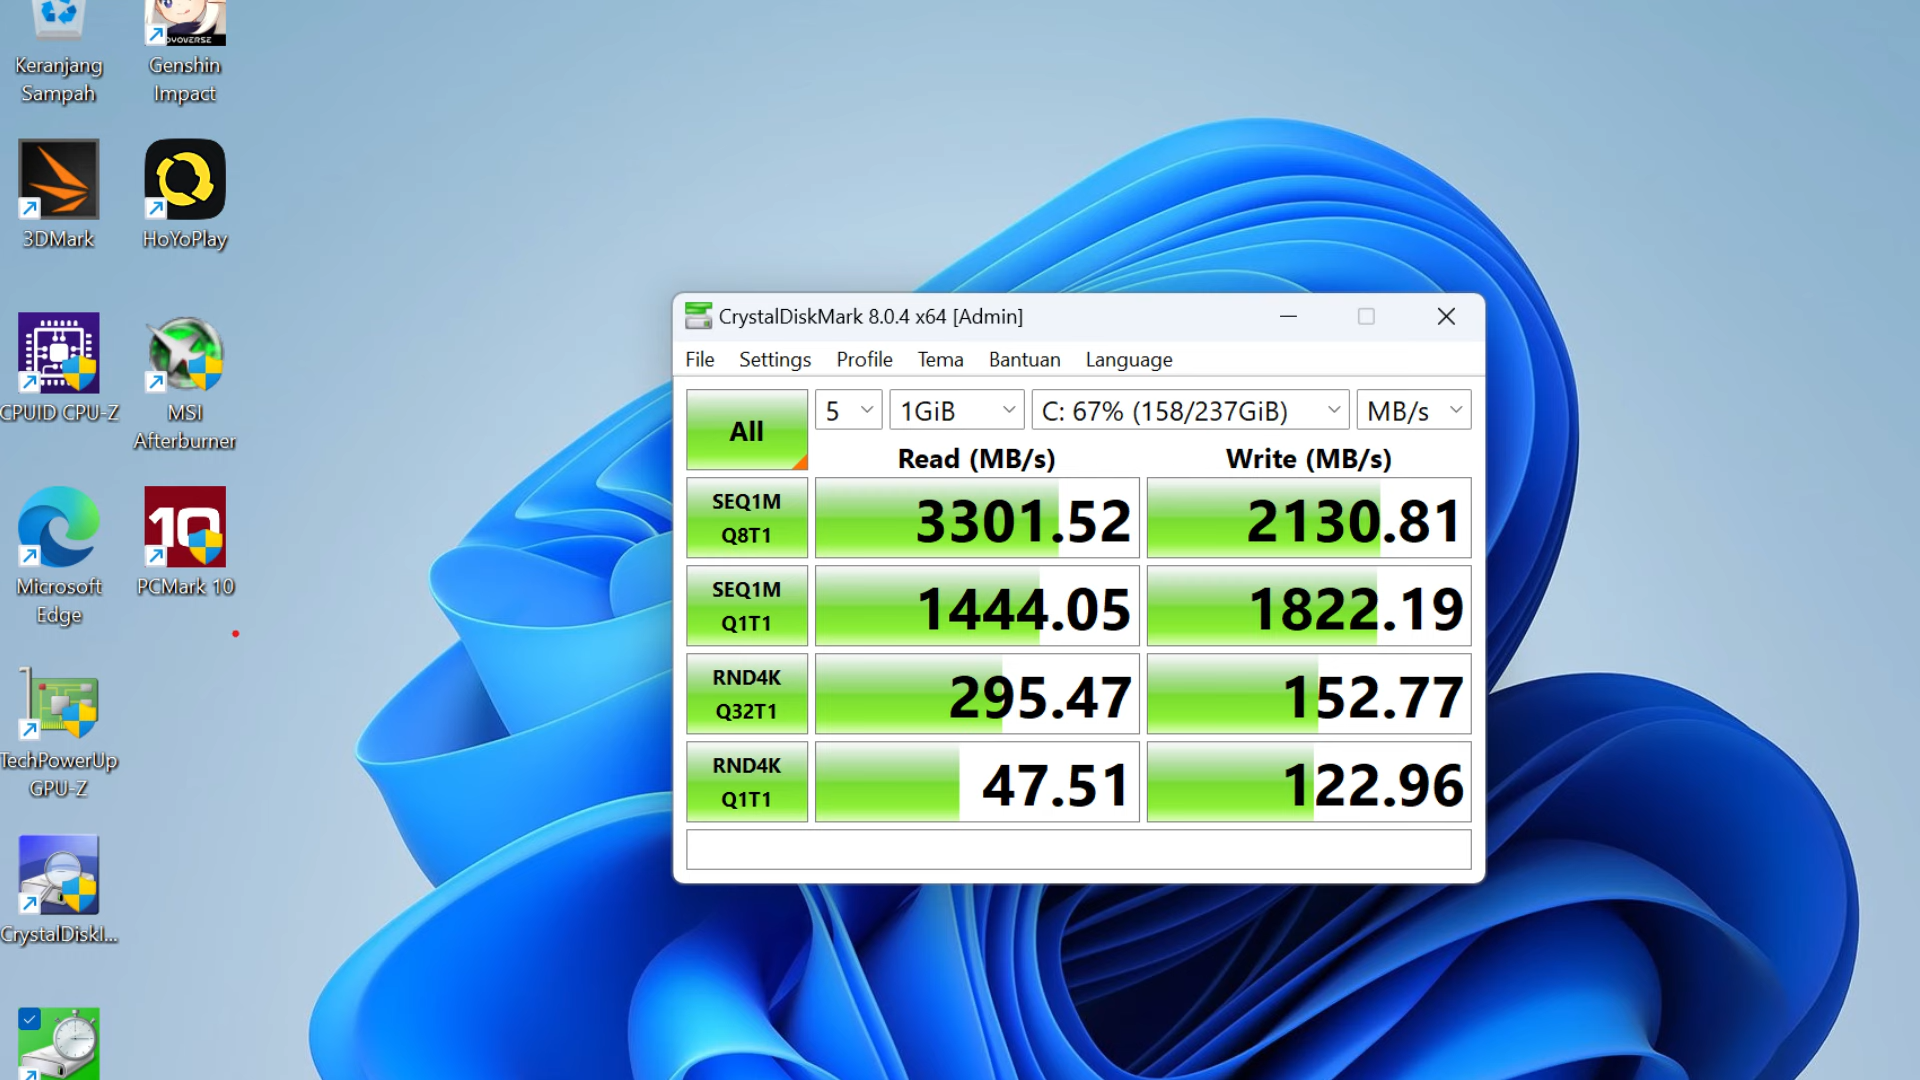 Keranjang
Sampah
OYOVERSE
Genshin
Impact
3DMark
HoYoPlay
CPUID CPU-Z
MSI
Afterburner
Microsoft
Edge
10
PCMark 10
TechPowerUp
GPU-Z
CrystalDiskI...
CrystalDiskMark 8.0.4 x64 [Admin]
File Settings Profile Tema Bantuan Language
All 5 1GiB C: 67% (158/237GiB) MB/s
Read (MB/s) Write (MB/s)
SEQ1M
Q8T1
3301.52 2130.81
SEQ1M
Q1T1
1444.05 1822.19
RND4K
Q32T1
295.47 152.77
RND4K
Q1T1
47.51 122.96